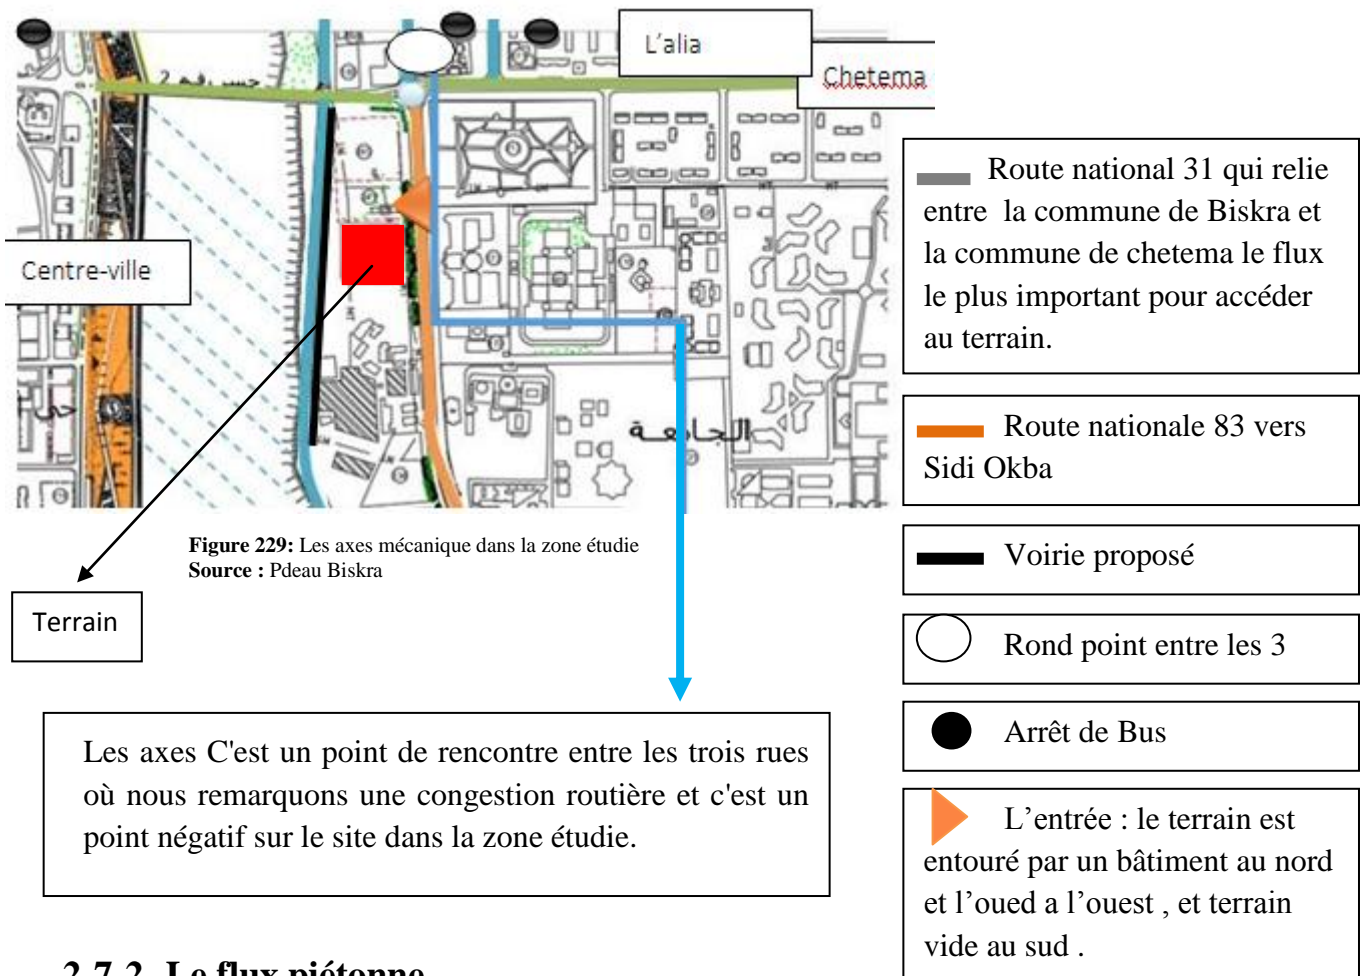 L'alia
Chetema
جسر رقم 2
Centre-ville
الجامعة
Figure 229: Les axes mécanique dans la zone étudie
Source : Pdeau Biskra
Terrain
Les axes C'est un point de rencontre entre les trois rues
où nous remarquons une congestion routière et c'est un
point négatif sur le site dans la zone étudie.
Route national 31 qui relie
entre la commune de Biskra et
la commune de chetema le flux
le plus important pour accéder
au terrain.
Route nationale 83 vers
Sidi Okba
Voirie proposé
Rond point entre les 3
Arrêt de Bus
L’entrée : le terrain est
entouré par un bâtiment au nord
et l’oued a l’ouest , et terrain
vide au sud .
2.7.2. Le flux piétonne